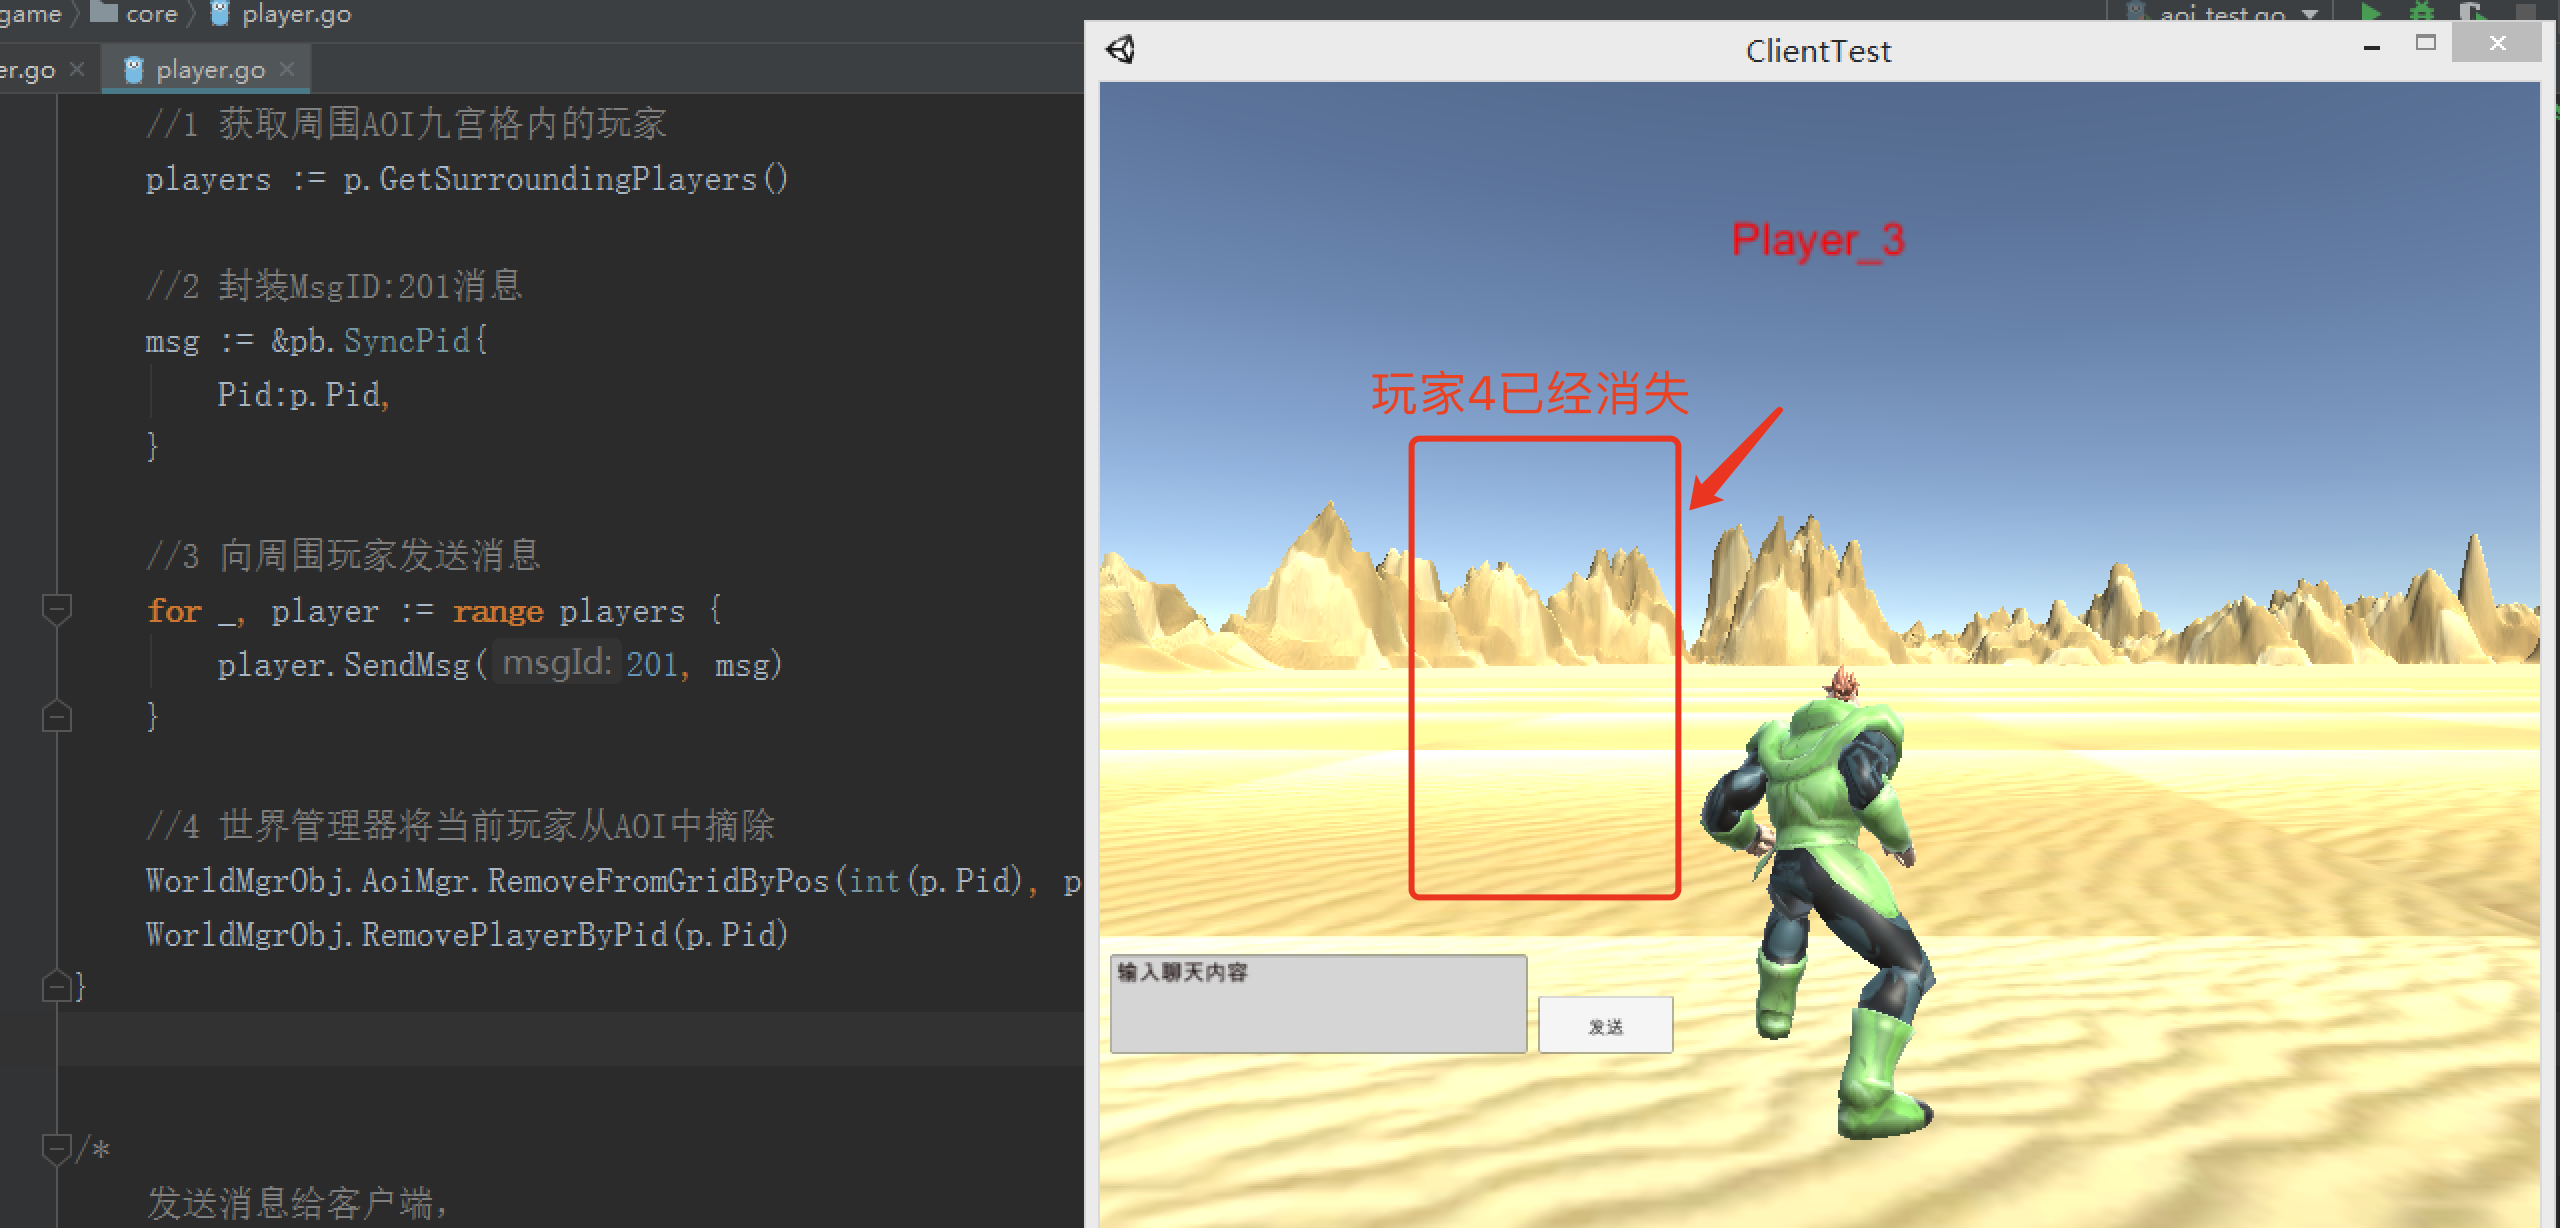 game core player.go
er.go player.go
//1 获取周围AOI九宫格内的玩家
players := p.GetSurroundingPlayers()
//2 封装MsgID:201消息
msg := &pb.SyncPid{
Pid:p.Pid,
}
//3 向周围玩家发送消息
for _, player := range players {
player.SendMsg( msgId: 201, msg)
}
//4 世界管理器将当前玩家从AOI中摘除
WorldMgrObj.AoiMgr.RemoveFromGridByPos(int(p.Pid), p
WorldMgrObj.RemovePlayerByPid(p.Pid)
}
/*
发送消息给客户端,
aoi_test.go
ClientTest
Player_3
玩家4已经消失
输入聊天内容
发送